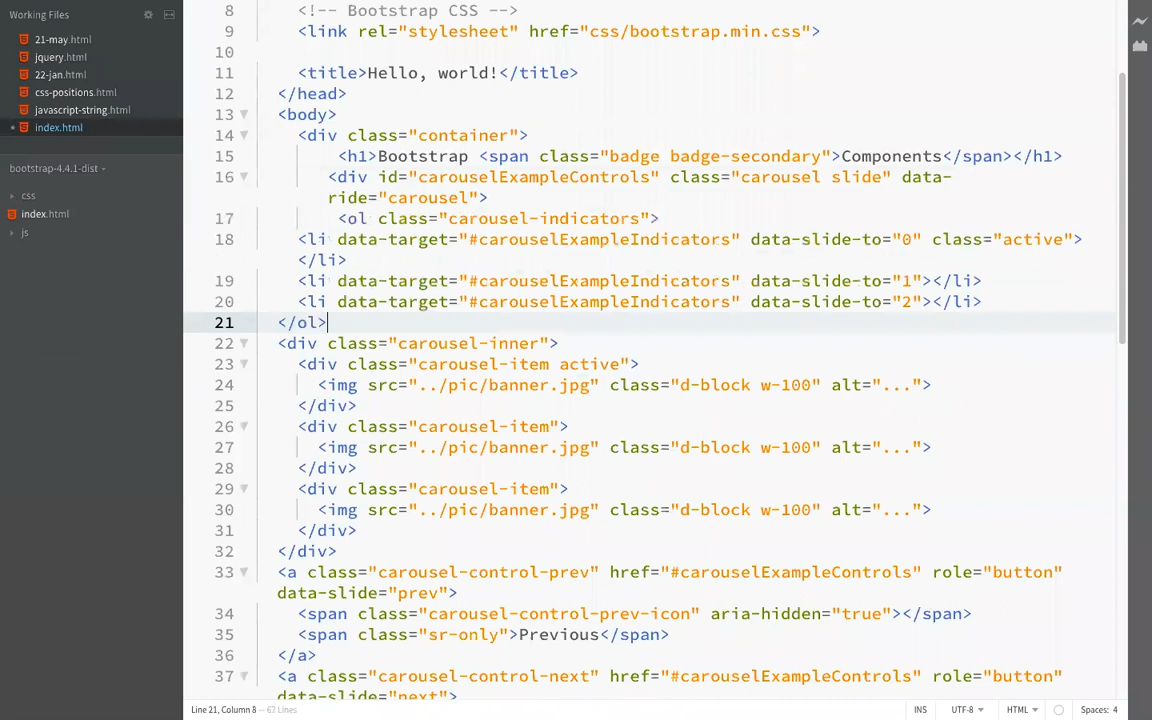 Working Files
21-may.html
jquery.html
22-jan.html
css-positions.html
javascript-string.html
index.html
bootstrap-4.4.1-dist
css
index.html
js
8 <!-- Bootstrap CSS -->
9 <link rel="stylesheet" href="css/bootstrap.min.css">
10
11 <title>Hello, world!</title>
12 </head>
13 <body>
14 <div class="container">
15 <h1>Bootstrap <span class="badge badge-secondary">Components</span></h1>
16 <div id="carouselExampleControls" class="carousel slide" data-
ride="carousel">
17 <ol class="carousel-indicators">
18 <li data-target="#carouselExampleIndicators" data-slide-to="0" class="active">
</li>
19 <li data-target="#carouselExampleIndicators" data-slide-to="1"></li>
20 <li data-target="#carouselExampleIndicators" data-slide-to="2"></li>
21 </ol>
22 <div class="carousel-inner">
23 <div class="carousel-item active">
24 <img src="../pic/banner.jpg" class="d-block w-100" alt="...">
25 </div>
26 <div class="carousel-item">
27 <img src="../pic/banner.jpg" class="d-block w-100" alt="...">
28 </div>
29 <div class="carousel-item">
30 <img src="../pic/banner.jpg" class="d-block w-100" alt="...">
31 </div>
32 </div>
33 <a class="carousel-control-prev" href="#carouselExampleControls" role="button"
data-slide="prev">
34 <span class="carousel-control-prev-icon" aria-hidden="true"></span>
35 <span class="sr-only">Previous</span>
36 </a>
37 <a class="carousel-control-next" href="#carouselExampleControls" role="button"
data-slide="next">
Line 21, Column 8 — 67 Lines
INS UTF-8 HTML Spaces: 4